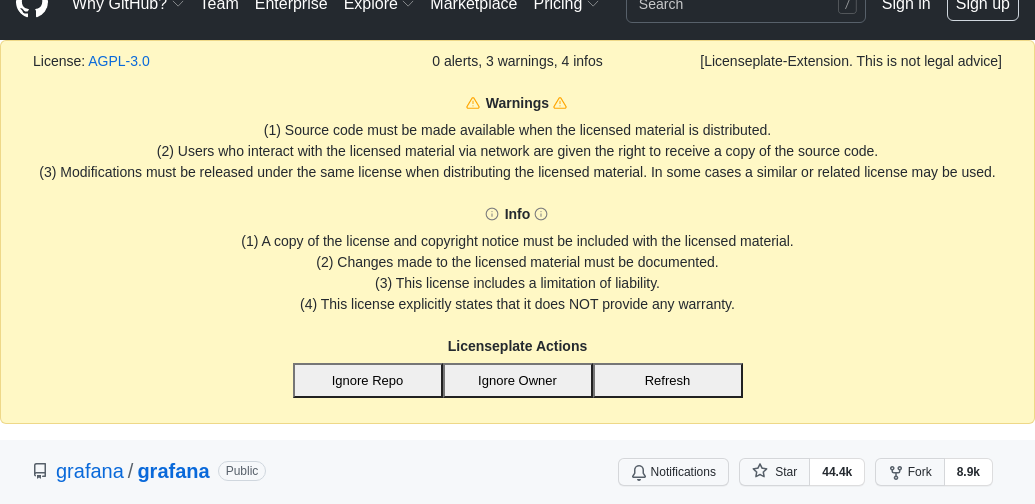 Why GitHub? Team Enterprise Explore Marketplace Pricing Search / Sign in Sign up
License: AGPL-3.0 0 alerts, 3 warnings, 4 infos [Licenseplate-Extension. This is not legal advice]
Warnings
(1) Source code must be made available when the licensed material is distributed.
(2) Users who interact with the licensed material via network are given the right to receive a copy of the source code.
(3) Modifications must be released under the same license when distributing the licensed material. In some cases a similar or related license may be used.
Info
(1) A copy of the license and copyright notice must be included with the licensed material.
(2) Changes made to the licensed material must be documented.
(3) This license includes a limitation of liability.
(4) This license explicitly states that it does NOT provide any warranty.
Licenseplate Actions
Ignore Repo Ignore Owner Refresh
grafana / grafana Public Notifications Star 44.4k Fork 8.9k